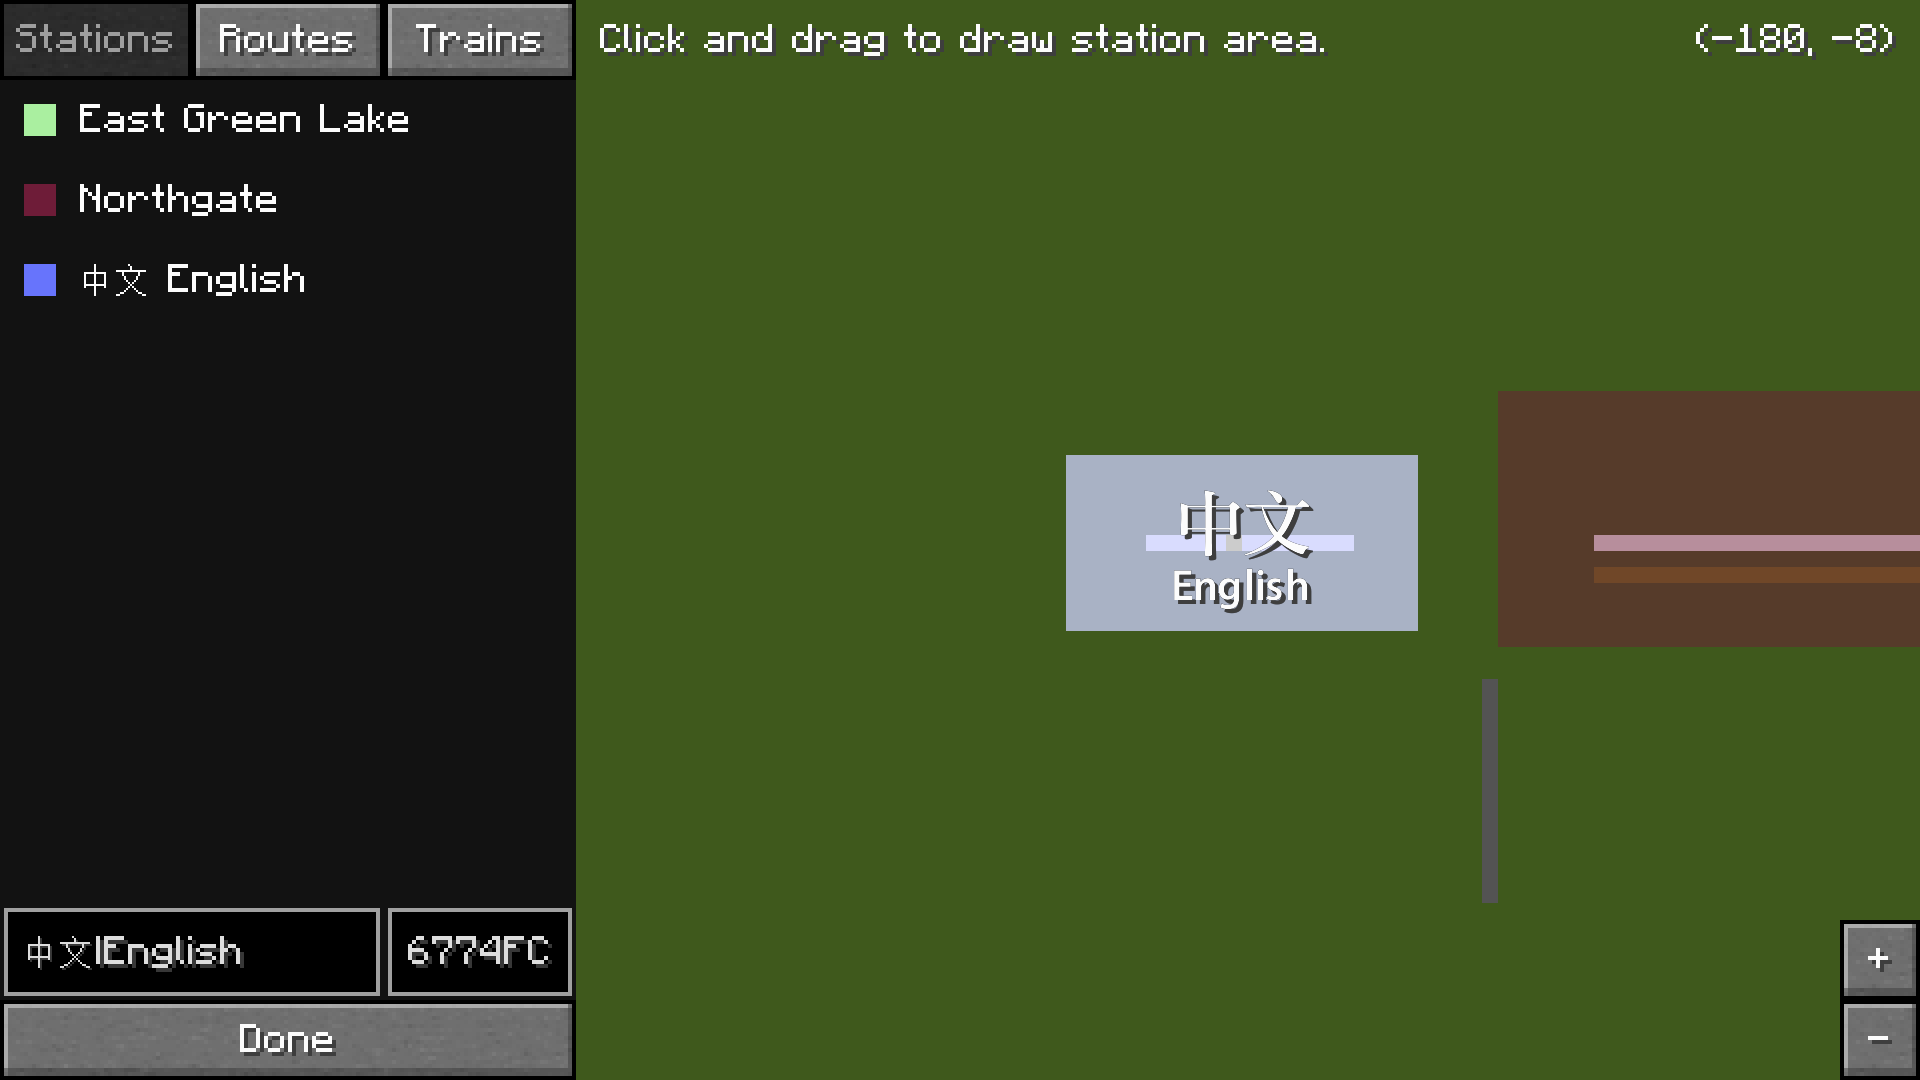 Stations Routes Trains
Click and drag to draw station area.
(-180, -8)
East Green Lake
Northgate
中文 English
中文
English
中文|English
6774FC
Done
+
-